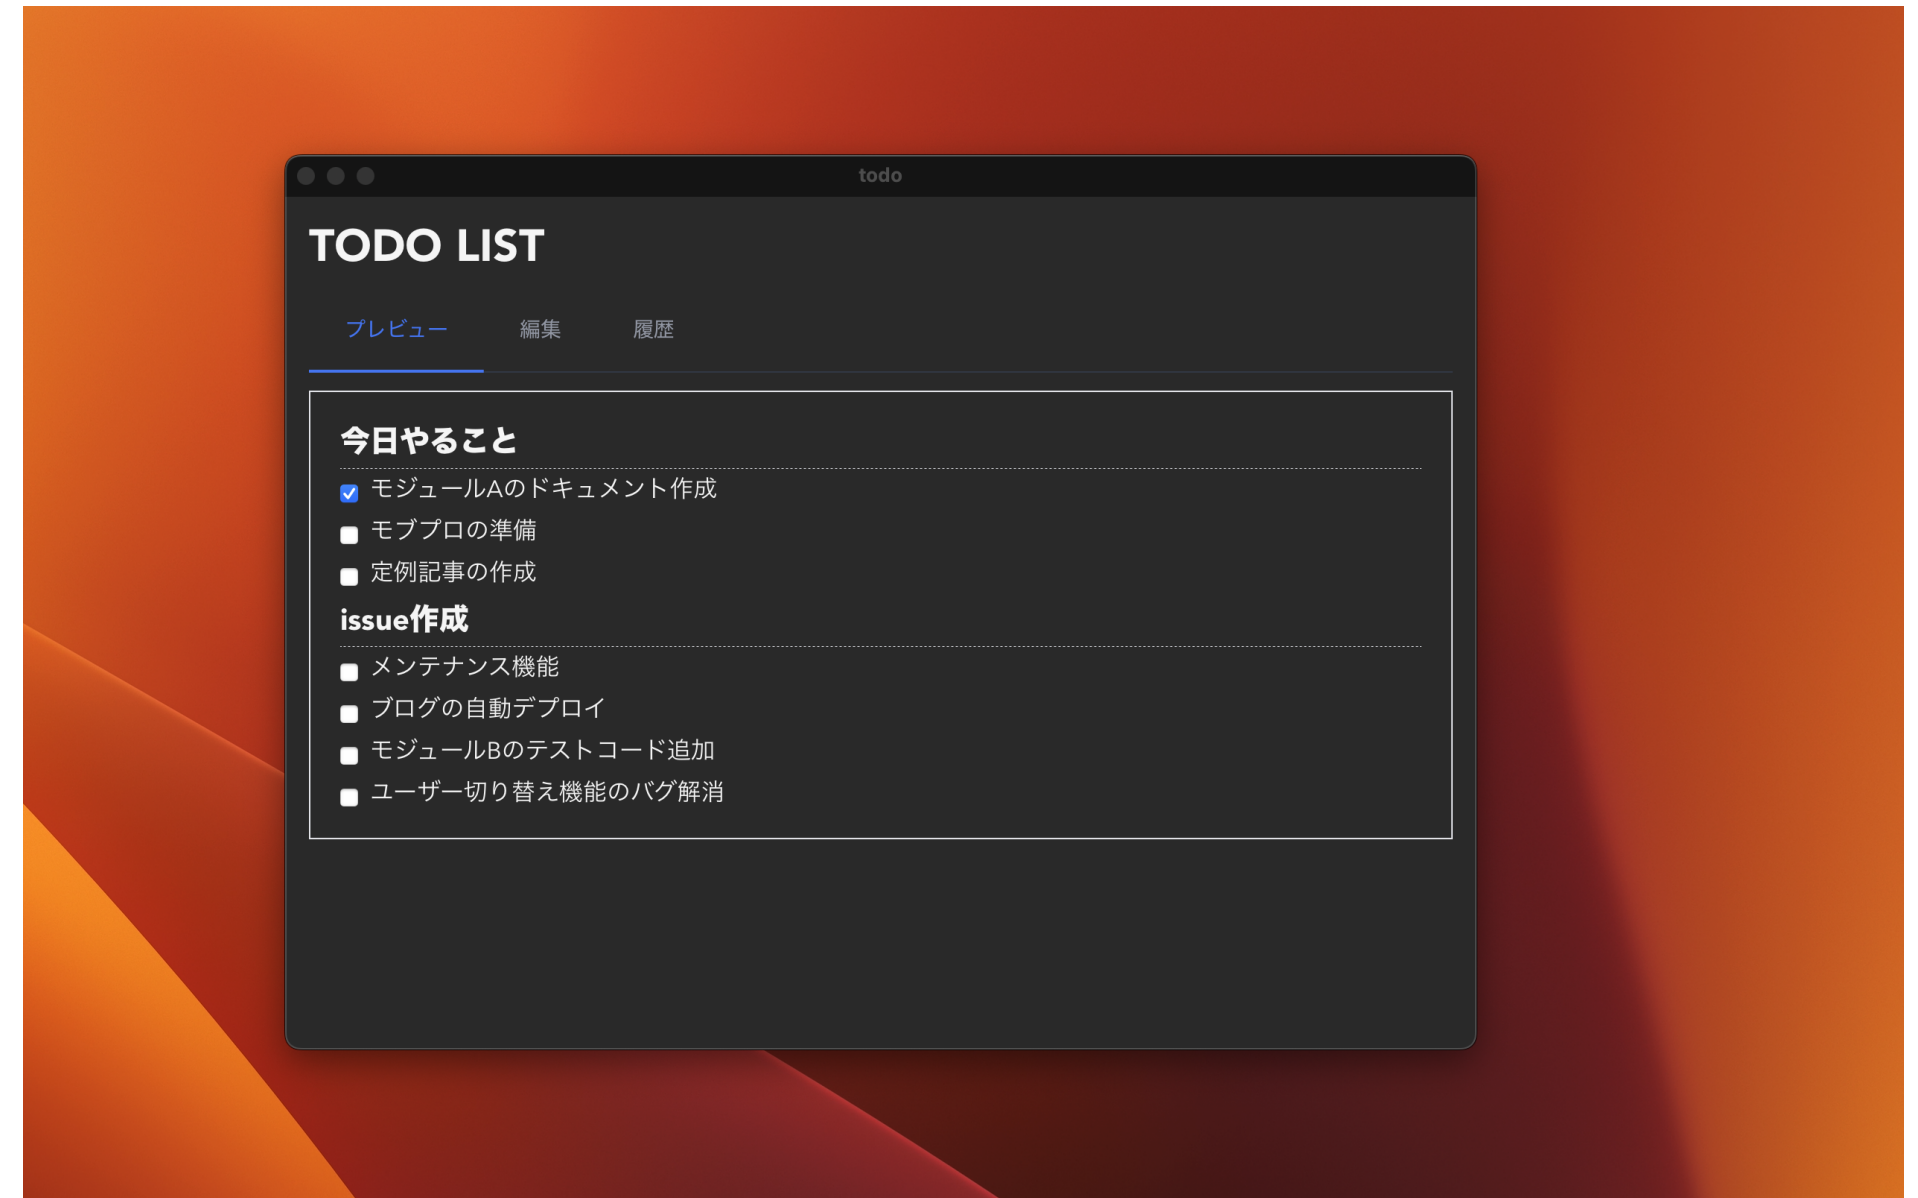 todo
TODO LIST
プレビュー 編集 履歴
今日やること
モジュールAのドキュメント作成
モブプロの準備
定例記事の作成
issue作成
メンテナンス機能
ブログの自動デプロイ
モジュールBのテストコード追加
ユーザー切り替え機能のバグ解消